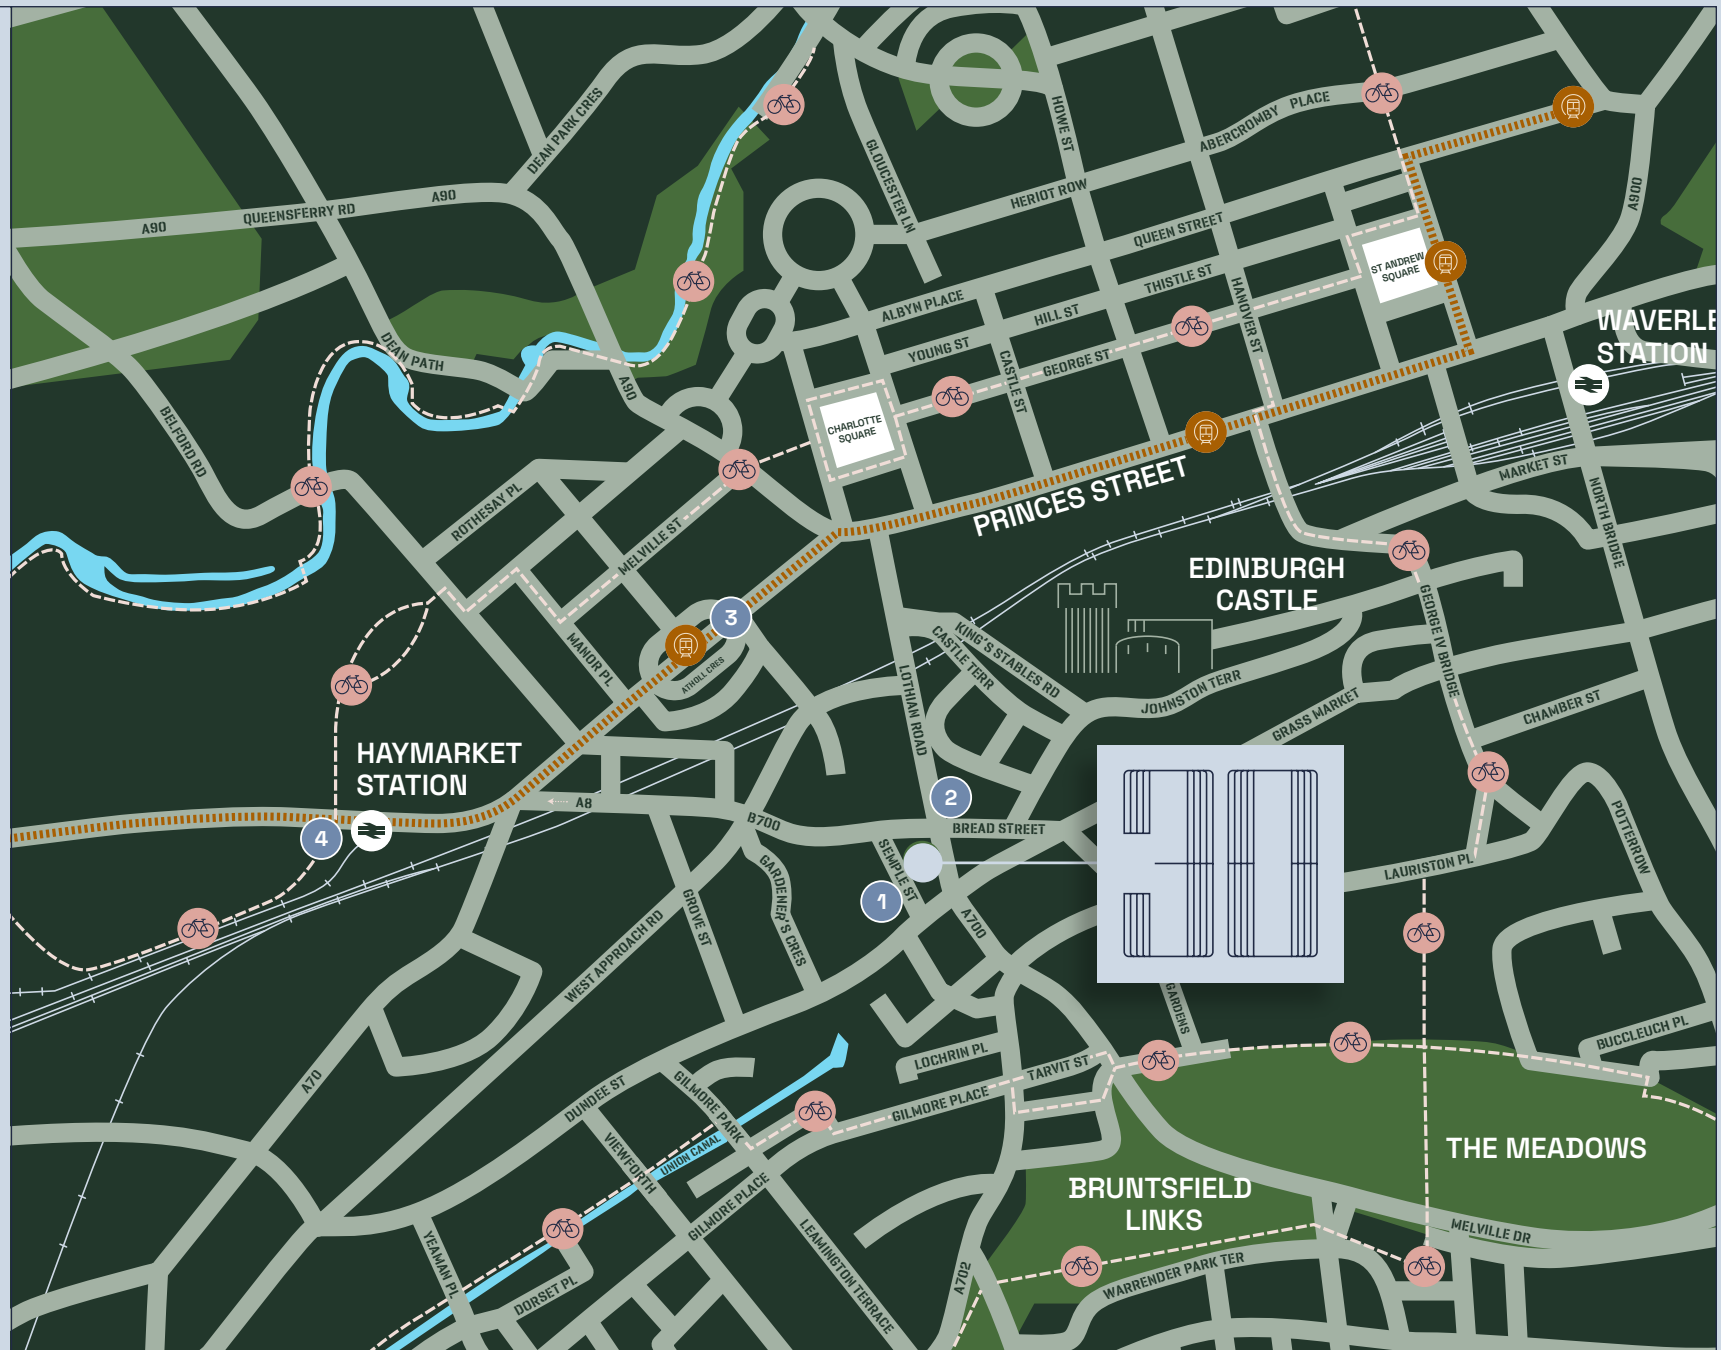 DEAN PARK CRES
HOWE ST
ABERCROMBY PLACE
GLOUCESTER LN
A90
QUEENSFERRY RD
A90
HERIOT ROW
A900
QUEEN STREET
ST ANDREW
SQUARE
THISTLE ST
HANOVER ST
ALBYN PLACE
HILL ST
YOUNG ST
GEORGE ST
CASTLE ST
WAVERLE
STATION
DEAN PATH
A90
BELFORD RD
CHARLOTTE
SQUARE
MARKET ST
PRINCES STREET
NORTH BRIDGE
ROTHESAY PL
MELVILLE ST
EDINBURGH
CASTLE
GEORGE IV BRIDGE
3
MANOR PL
ATHOLL CRES
KING'S STABLES RD
CASTLE TERR
LOTHIAN ROAD
JOHNSTON TERR
GRASS MARKET
CHAMBER ST
HAYMARKET
STATION
A8
B700
2
BREAD STREET
4
SEMPLE ST
1
GARDENER'S CRES
GROVE ST
WEST APPROACH RD
A700
LAURISTON PL
POTTERROW
GARDENS
BUCCLEUCH PL
LOCHRIN PL
TARVIT ST
GILMORE PLACE
A70
DUNDEE ST
GILMORE PARK
UNION CANAL
VIEWFORTH
GILMORE PLACE
THE MEADOWS
BRUNTSFIELD
LINKS
MELVILLE DR
WARRENDER PARK TER
A702
LEAMINGTON TERRACE
YEAMAN PL
DORSET PL